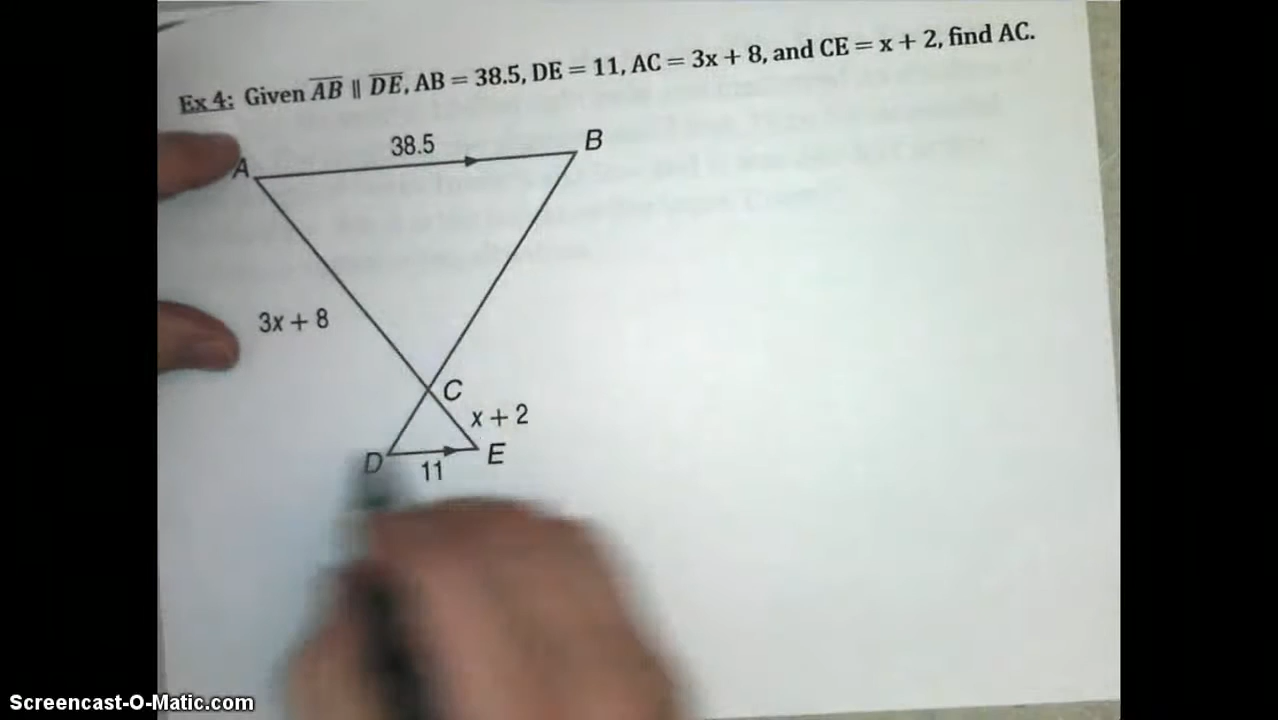 Ex 4: Given AB ∥ DE, AB = 38.5, DE = 11, AC = 3x + 8, and CE = x + 2, find AC.
38.5
B
A
3x + 8
C
x + 2
D
E
11
Screencast-O-Matic.com